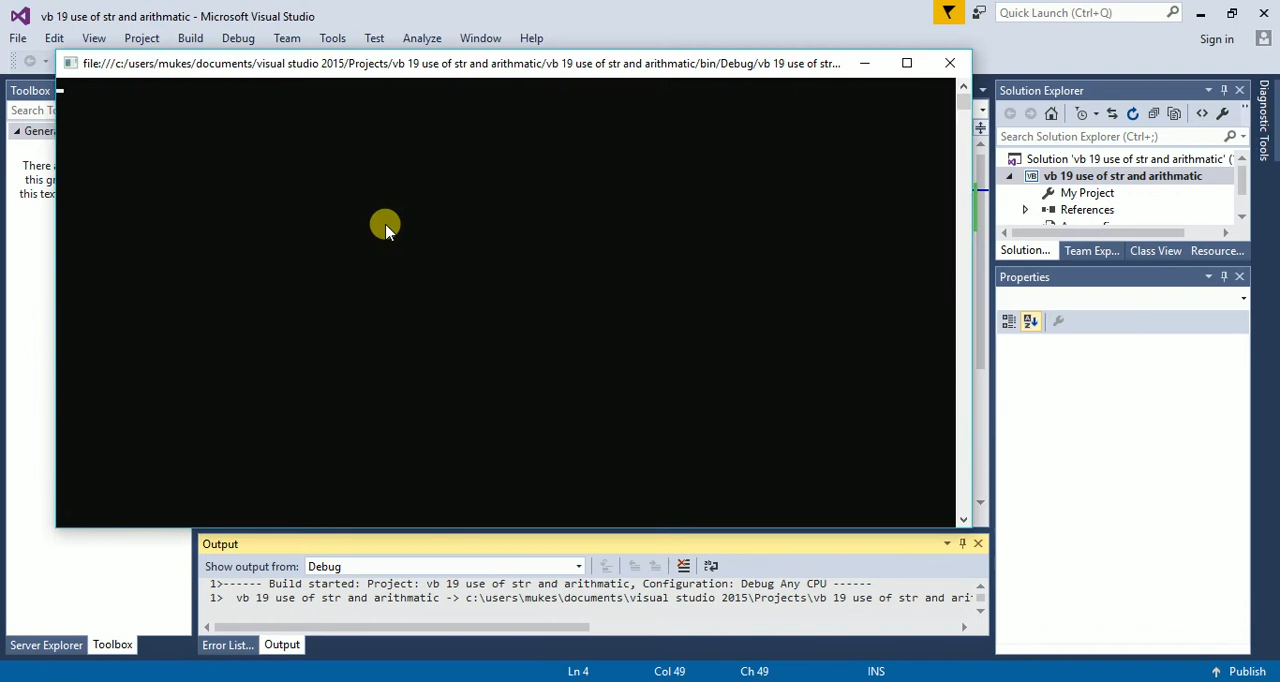 vb 19 use of str and arithmatic - Microsoft Visual Studio
Quick Launch (Ctrl+Q)
File Edit View Project Build Debug Team Tools Test Analyze Window Help
Sign in
file:///c:/users/mukes/documents/visual studio 2015/Projects/vb 19 use of str and arithmatic/vb 19 use of str and arithmatic/bin/Debug/vb 19 use of str...
Toolbox
Search To
Genera
There a
this gr
this tex
Solution Explorer
Search Solution Explorer (Ctrl+;)
Solution 'vb 19 use of str and arithmatic' (
vb 19 use of str and arithmatic
My Project
References
Solution... Team Exp... Class View Resource...
Properties
Diagnostic Tools
Output
Show output from: Debug
1>------ Build started: Project: vb 19 use of str and arithmatic, Configuration: Debug Any CPU ------
1>  vb 19 use of str and arithmatic -> c:\users\mukes\documents\visual studio 2015\Projects\vb 19 use of str and ari
Server Explorer Toolbox
Error List... Output
Ln 4 Col 49 Ch 49 INS Publish